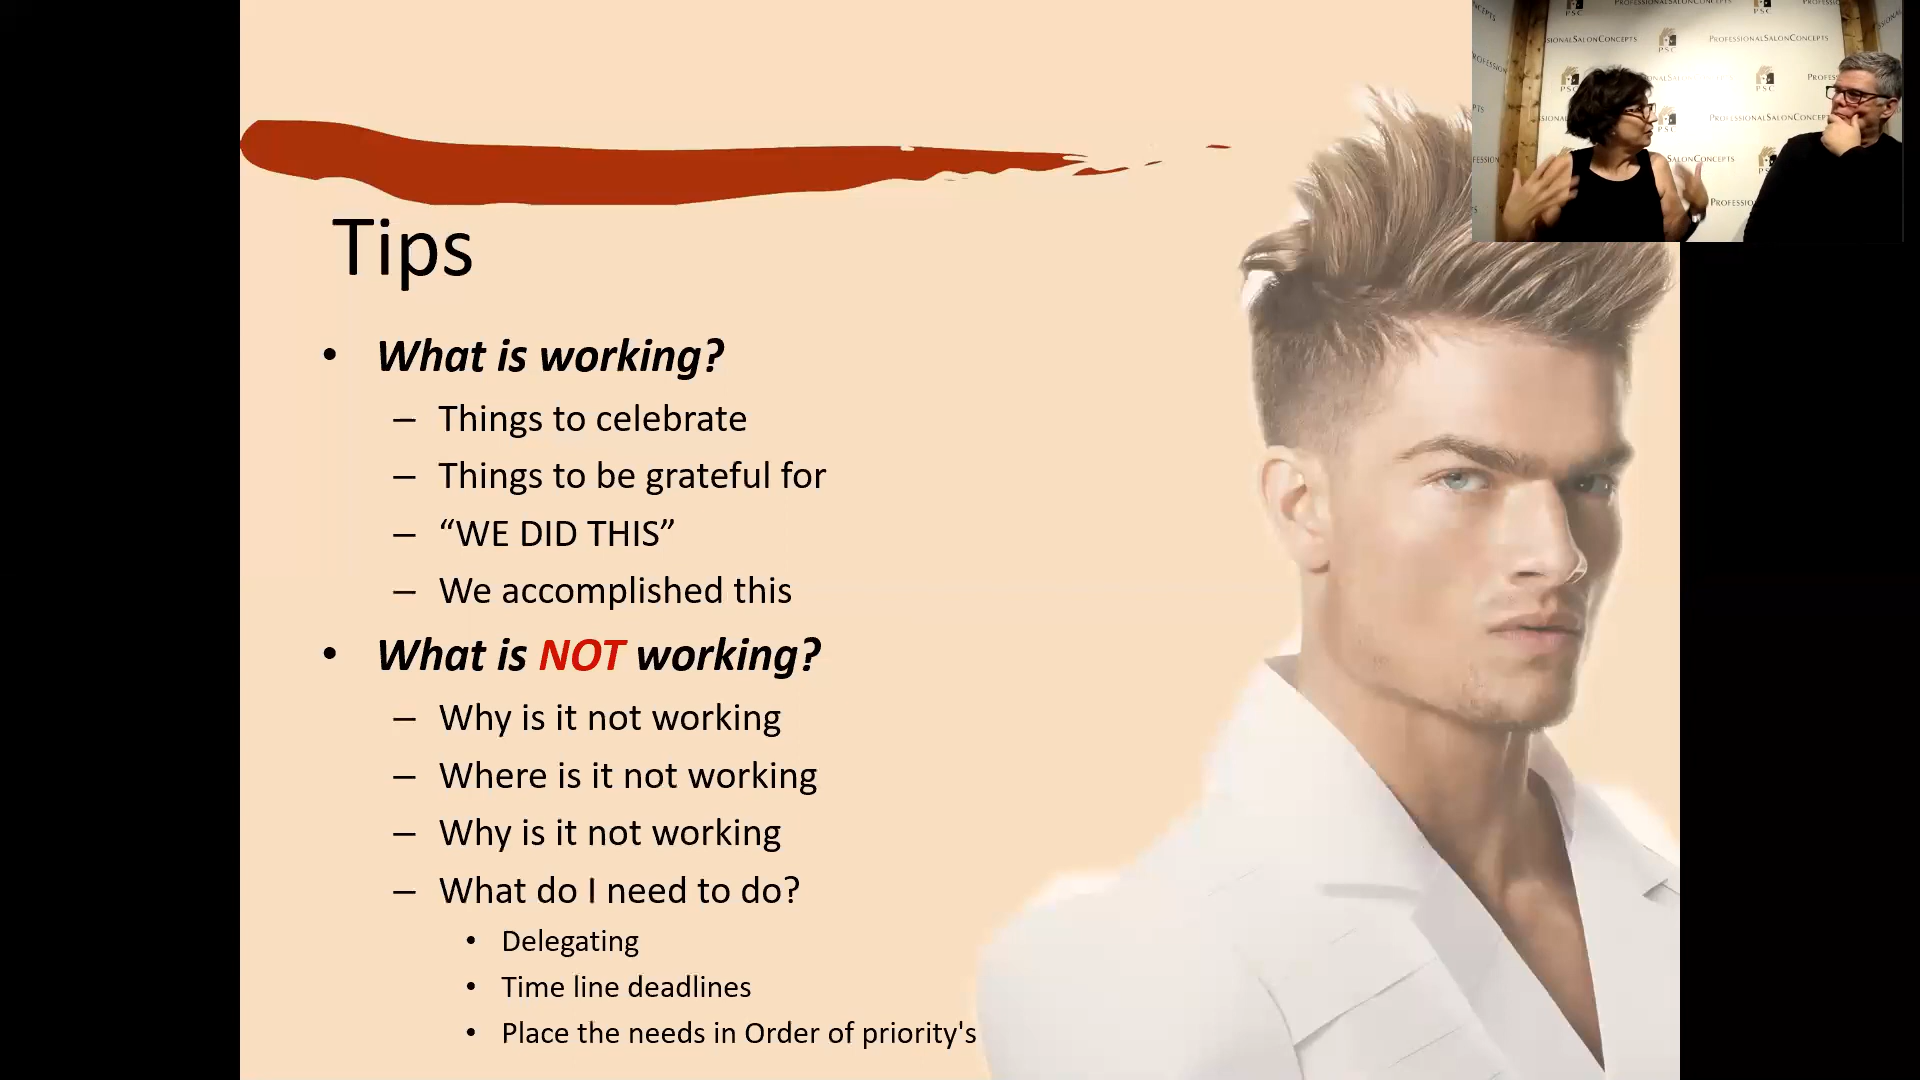 Tips
• What is working?
– Things to celebrate
– Things to be grateful for
– “WE DID THIS”
– We accomplished this
• What is NOT working?
– Why is it not working
– Where is it not working
– Why is it not working
– What do I need to do?
• Delegating
• Time line deadlines
• Place the needs in Order of priority's
PROFESSIONALSALONCONCEPTS
PSC